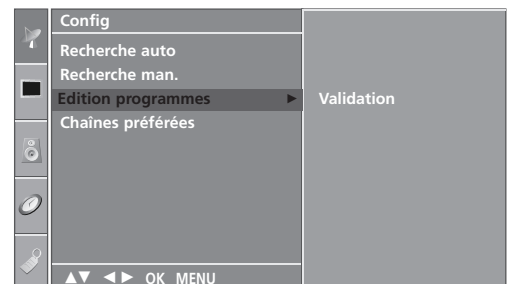 Config
Recherche auto
Recherche man.
Edition programmes ► Validation
Chaînes préférées
▲▼ ◄► OK MENU